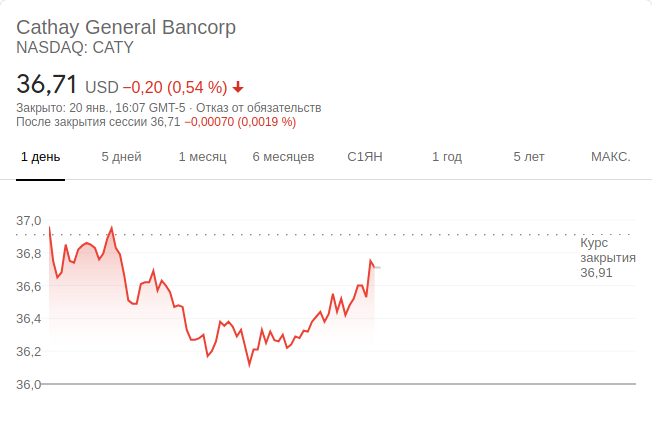 Cathay General Bancorp
NASDAQ: CATY
36,71 USD −0,20 (0,54 %)
Закрыто: 20 янв., 16:07 GMT-5 · Отказ от обязательств
После закрытия сессии 36,71 −0,00070 (0,0019 %)
1 день 5 дней 1 месяц 6 месяцев С1ЯН 1 год 5 лет МАКС.
37,0
36,8
36,6
36,4
36,2
36,0
Курс
закрытия
36,91